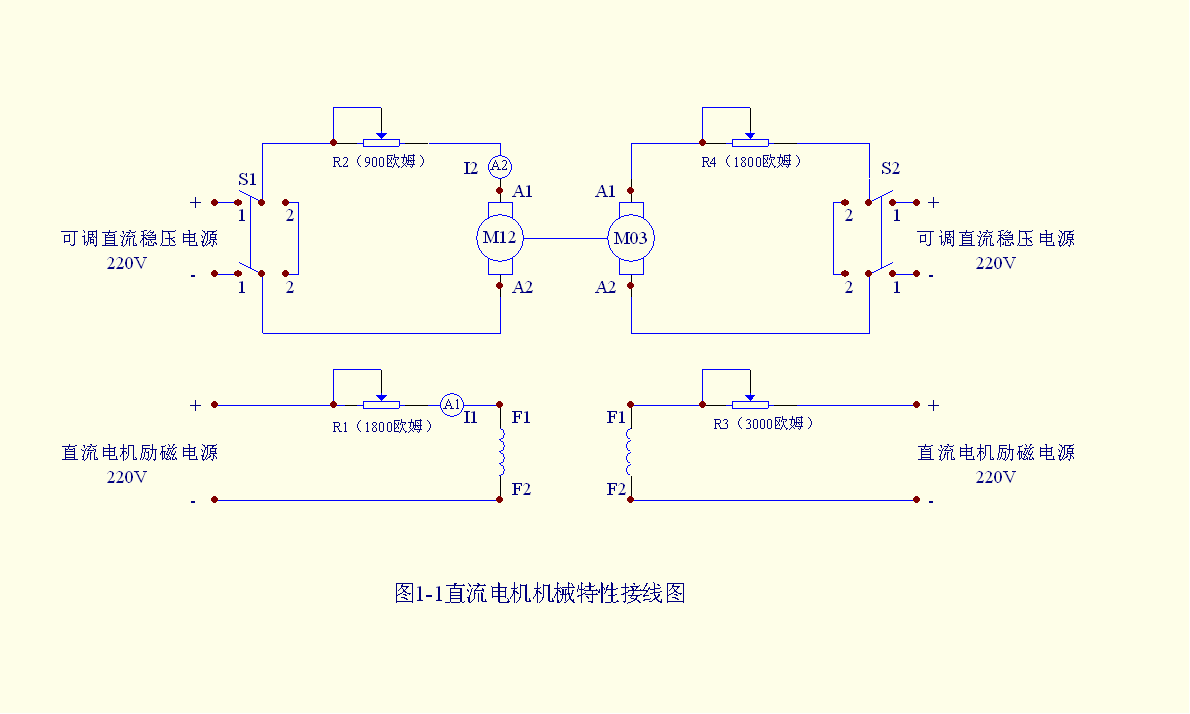 R2（900欧姆）
R4（1800欧姆）
I2
A2
S1
S2
A1
A1
+
1
2
2
1
+
可调直流稳压电源
M12
M03
可调直流稳压电源
220V
220V
-
1
2
A2
A2
2
1
-
+
A1
I1
F1
F1
+
R1（1800欧姆）
R3（3000欧姆）
直流电机励磁电源
直流电机励磁电源
220V
220V
F2
F2
-
-
图1-1直流电机机械特性接线图